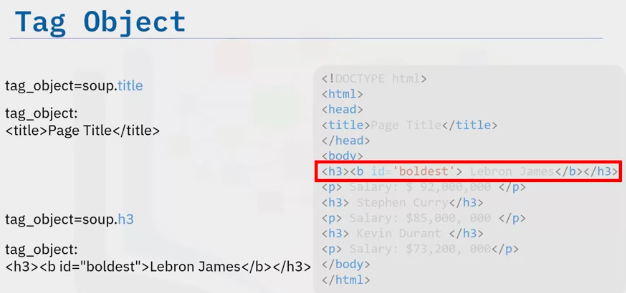 Tag Object
tag_object=soup.title
tag_object:
<title>Page Title</title>
tag_object=soup.h3
tag_object:
<h3><b id="boldest">Lebron James</b></h3>
<!DOCTYPE html>
<html>
<head>
<title>Page Title</title>
</head>
<body>
<h3><b id='boldest'> Lebron James</b></h3>
<p> Salary: $ 92,000,000 </p>
<h3> Stephen Curry</h3>
<p> Salary: $85,000, 000 </p>
<h3> Kevin Durant </h3>
<p> Salary: $73,200, 000</p>
</body>
</html>